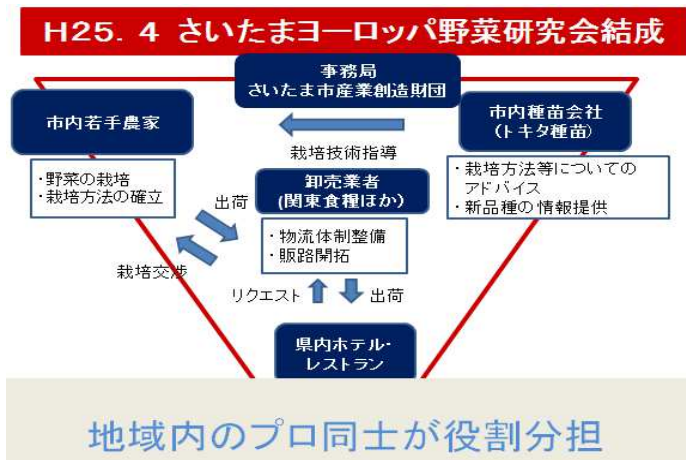 H25. 4 さいたまヨーロッパ野菜研究会結成
事務局
さいたま市産業創造財団
市内若手農家
市内種苗会社
(トキタ種苗)
栽培技術指導
・野菜の栽培
・栽培方法の確立
・栽培方法等についての
アドバイス
・新品種の情報提供
卸売業者
(関東食糧ほか)
出荷
・物流体制整備
・販路開拓
栽培交渉
リクエスト
出荷
県内ホテル・
レストラン
地域内のプロ同士が役割分担